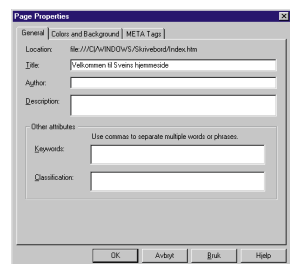 Page Properties
General Colors and Background META Tags
Location: file:///C|/WINDOWS/Skrivebord/Index.htm
Title: Velkommen til Sveins hjemmeside
Author:
Description:
Other attributes
Use commas to separate multiple words or phrases.
Keywords:
Classification:
OK Avbryt Bruk Hjelp